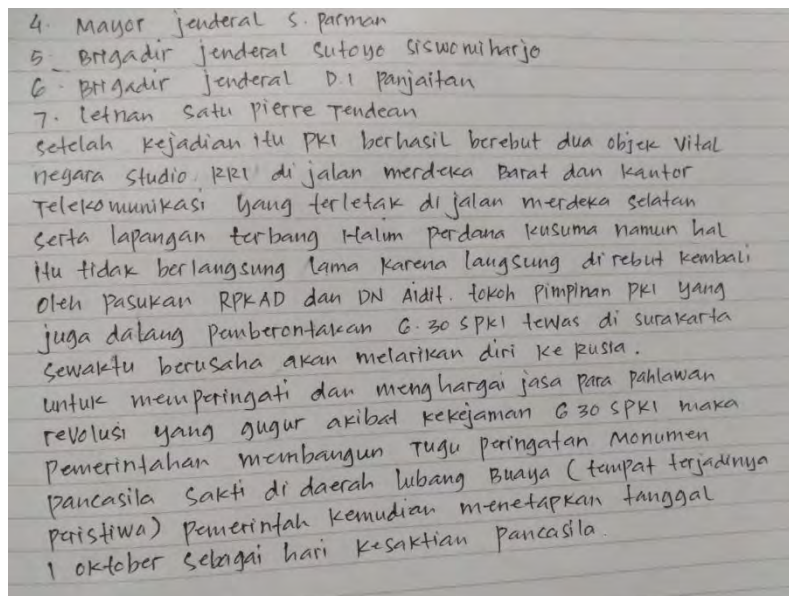 4. Mayor jenderal S. parman
5. Brigadir jenderal Sutoyo Siswomiharjo
6. Brigadir jenderal D.I panjaitan
7. Letnan Satu pierre Tendean
Setelah kejadian itu PKI berhasil berebut dua objek vital
negara studio RRI di jalan merdeka Barat dan kantor
Telekomunikasi yang terletak di jalan merdeka selatan
serta lapangan terbang Halim perdana kusuma namun hal
itu tidak berlangsung lama karena langsung di rebut kembali
oleh pasukan RPKAD dan DN Aidit. tokoh pimpinan PKI yang
juga dalang pemberontakan G.30 SPKI tewas di surakarta
sewaktu berusaha akan melarikan diri ke Rusia.
untuk memperingati dan menghargai jasa para pahlawan
revolusi yang gugur akibat kekejaman G 30 SPKI maka
pemerintahan membangun Tugu peringatan Monumen
pancasila sakti di daerah lubang Buaya (tempat terjadinya
peristiwa) pemerintah kemudian menetapkan tanggal
1 oktober sebagai hari kesaktian pancasila.